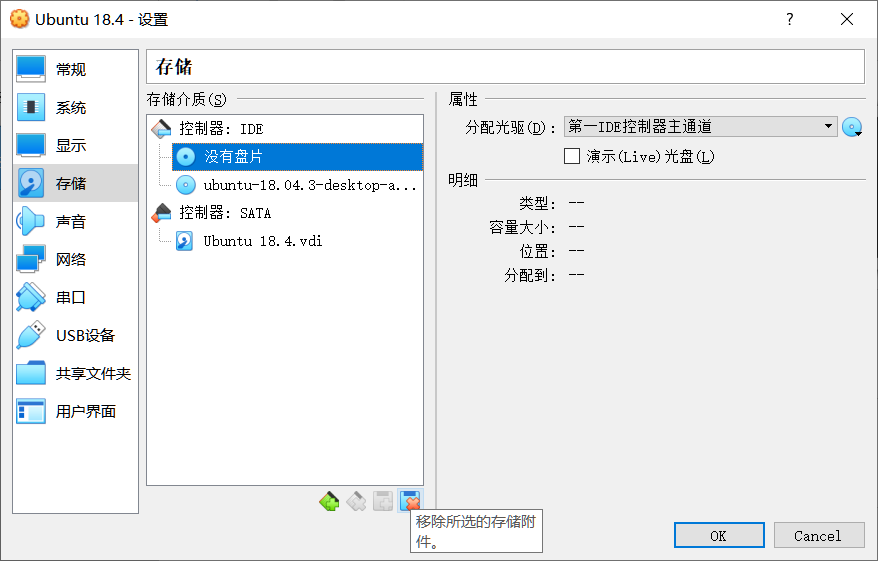 Ubuntu 18.4 - 设置
?
常规
系统
显示
存储
声音
网络
串口
USB设备
共享文件夹
用户界面
存储
存储介质(S)
控制器: IDE
没有盘片
ubuntu-18.04.3-desktop-a...
控制器: SATA
Ubuntu 18.4.vdi
移除所选的存储附
件。
属性
分配光驱(D): 第一IDE控制器主通道
演示(Live)光盘(L)
明细
类型: --
容量大小: --
位置: --
分配到: --
OK
Cancel